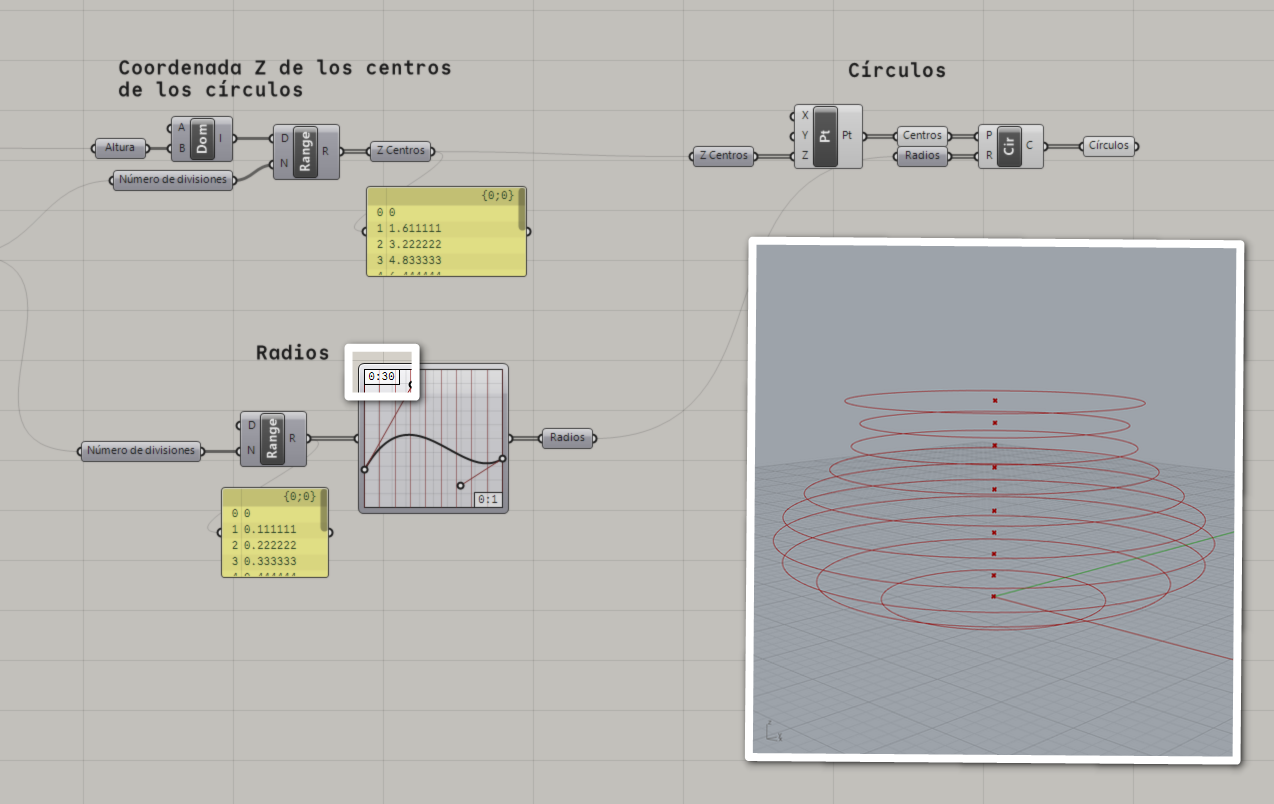 Coordenada Z de los centros
de los círculos
Altura
A
B
Dom
I
Número de divisiones
D
N
Range
R
Z Centros
{0;0}
0 0
1 1.611111
2 3.222222
3 4.833333
Radios
Número de divisiones
D
N
Range
R
{0;0}
0 0
1 0.111111
2 0.222222
3 0.333333
0:30
0:1
Radios
Círculos
Z Centros
X
Y
Z
Pt
Pt
Centros
Radios
P
R
Cir
C
Círculos